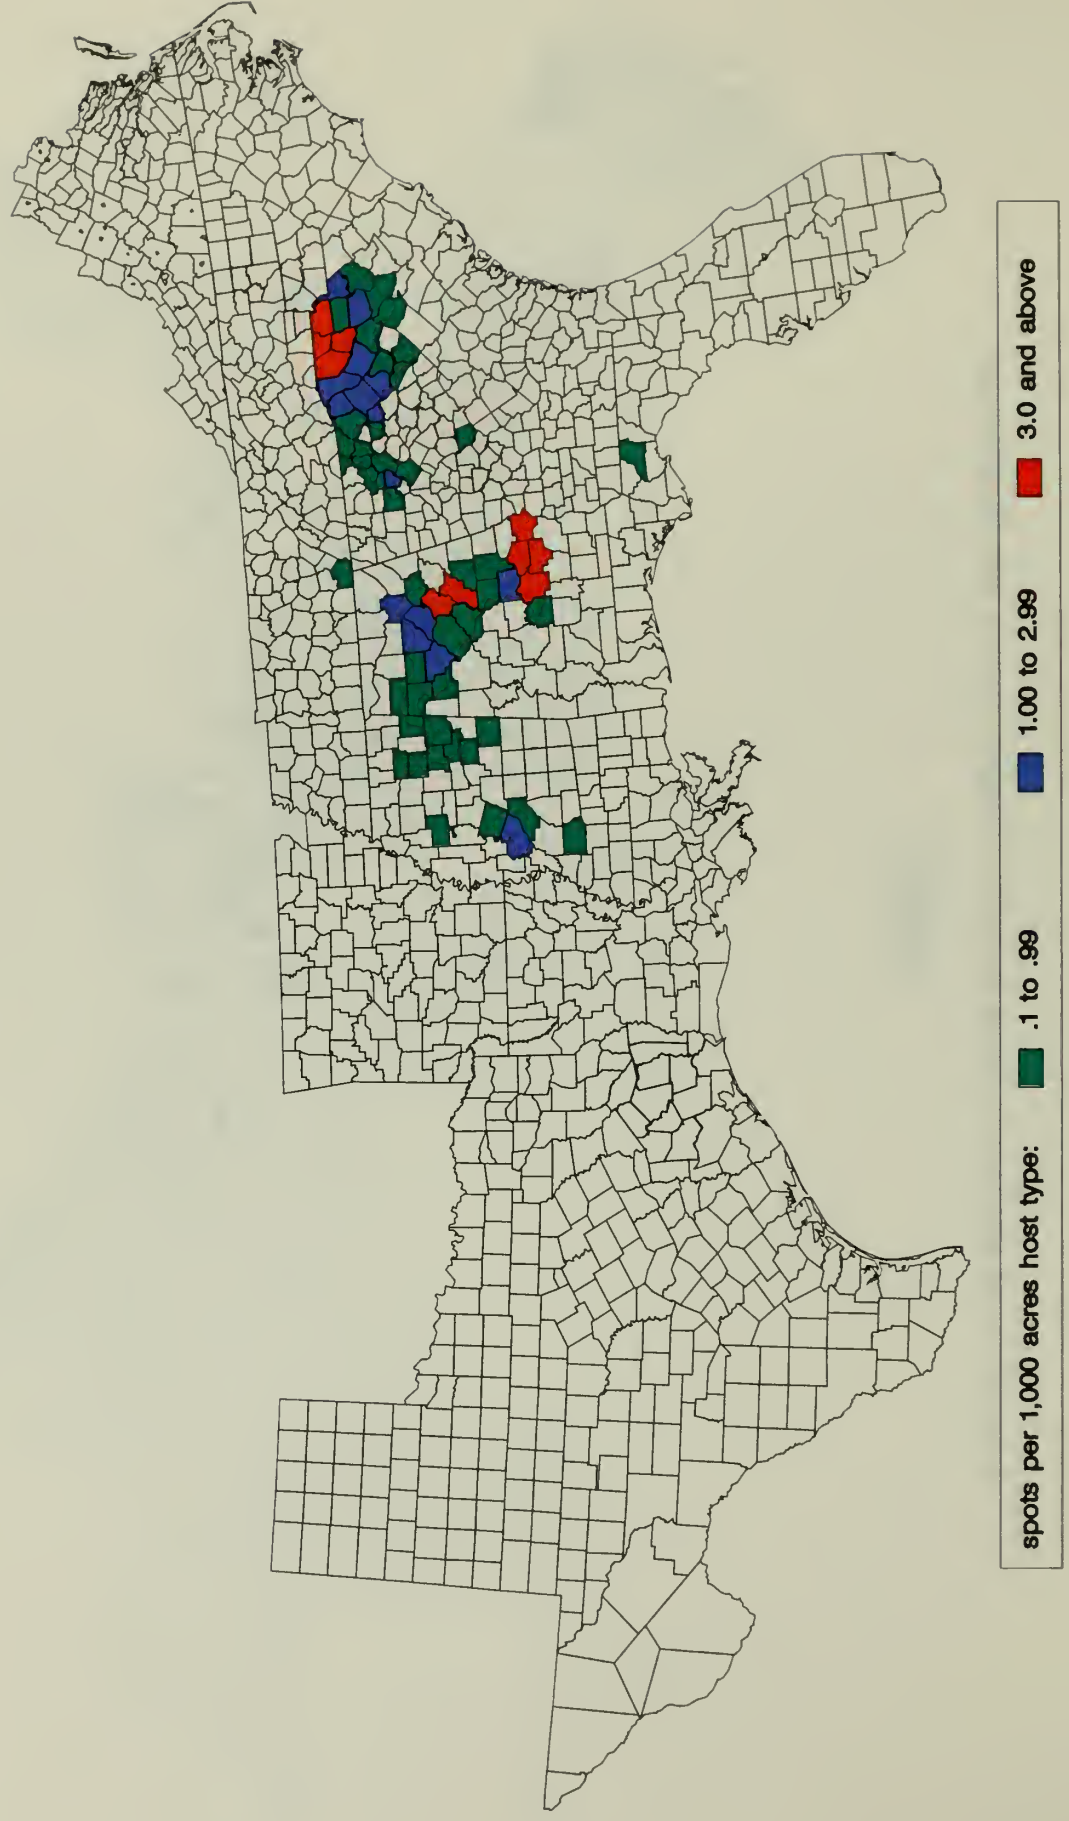 spots per 1,000 acres host type: .1 to .99 1.00 to 2.99 3.0 and above